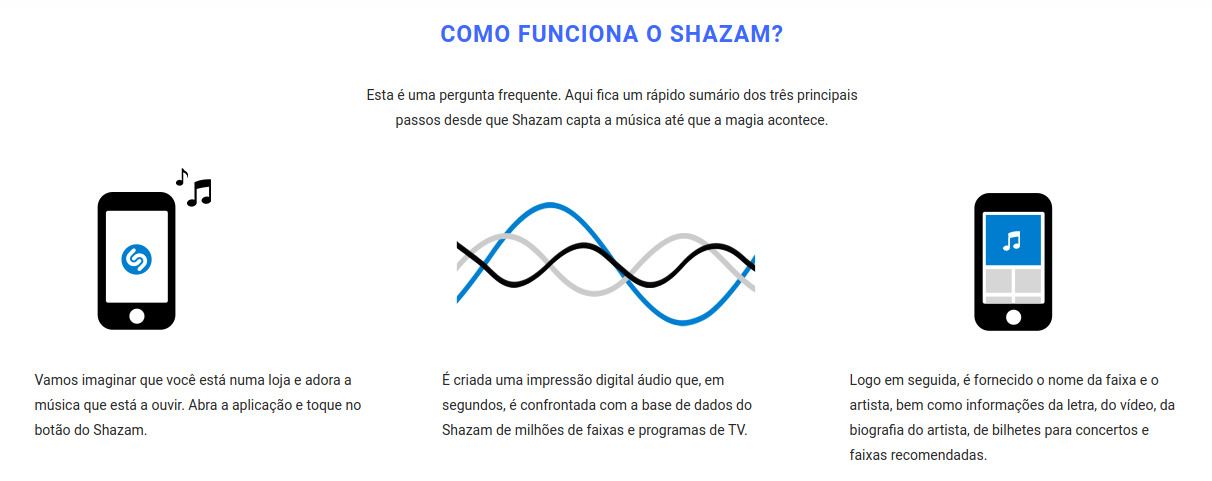 COMO FUNCIONA O SHAZAM?
Esta é uma pergunta frequente. Aqui fica um rápido sumário dos três principais
passos desde que Shazam capta a música até que a magia acontece.
Vamos imaginar que você está numa loja e adora a
música que está a ouvir. Abra a aplicação e toque no
botão do Shazam.
É criada uma impressão digital áudio que, em
segundos, é confrontada com a base de dados do
Shazam de milhões de faixas e programas de TV.
Logo em seguida, é fornecido o nome da faixa e o
artista, bem como informações da letra, do vídeo, da
biografia do artista, de bilhetes para concertos e
faixas recomendadas.